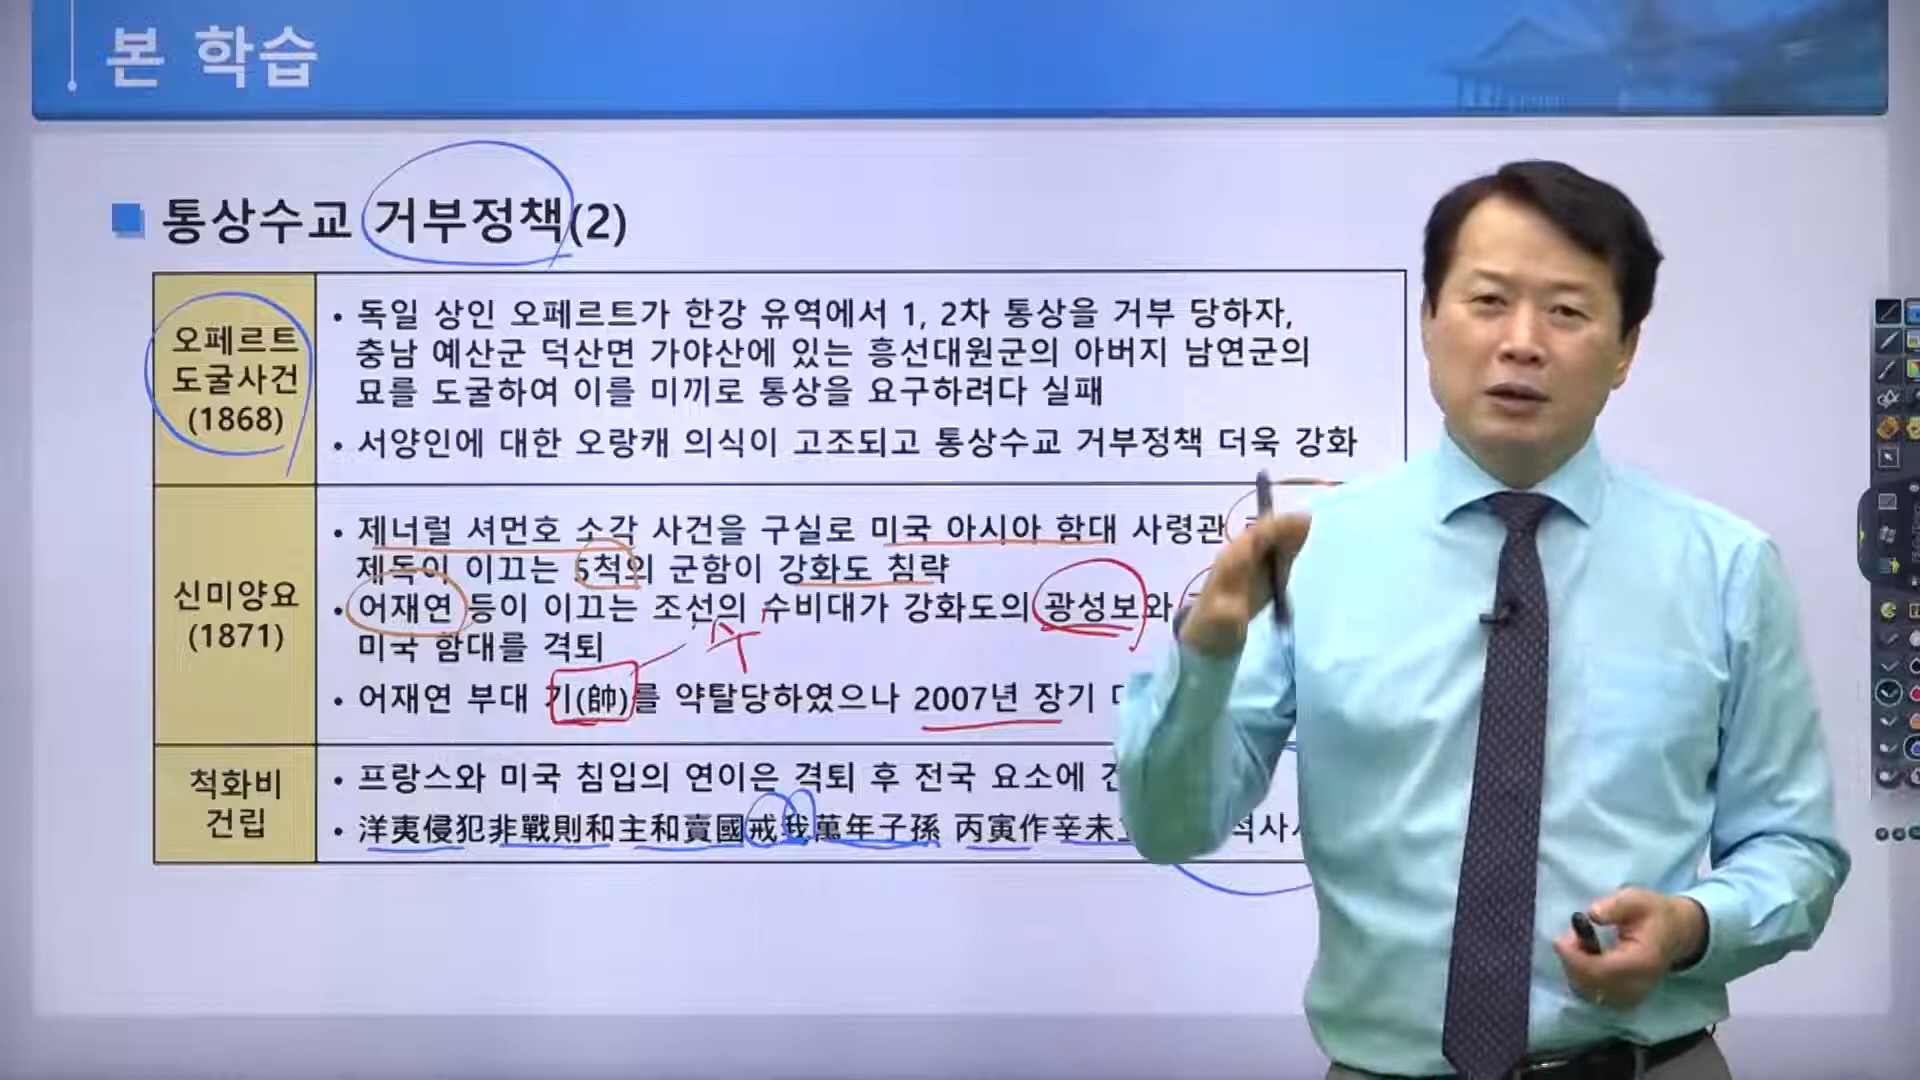 본 학습
통상수교 거부정책(2)
오페르트
도굴사건
(1868)
• 독일 상인 오페르트가 한강 유역에서 1, 2차 통상을 거부 당하자,
충남 예산군 덕산면 가야산에 있는 흥선대원군의 아버지 남연군의
묘를 도굴하여 이를 미끼로 통상을 요구하려다 실패
• 서양인에 대한 오랑캐 의식이 고조되고 통상수교 거부정책 더욱 강화
신미양요
(1871)
• 제너럴 셔먼호 소각 사건을 구실로 미국 아시아 함대 사령관
제독이 이끄는 5척의 군함이 강화도 침략
• 어재연 등이 이끄는 조선의 수비대가 강화도의 광성보와
미국 함대를 격퇴
수
• 어재연 부대 기(帥)를 약탈당하였으나 2007년 장기
척화비
건립
• 프랑스와 미국 침입의 연이은 격퇴 후 전국 요소에
• 洋夷侵犯非戰則和主和賣國戒我萬年子孫 丙寅作辛未